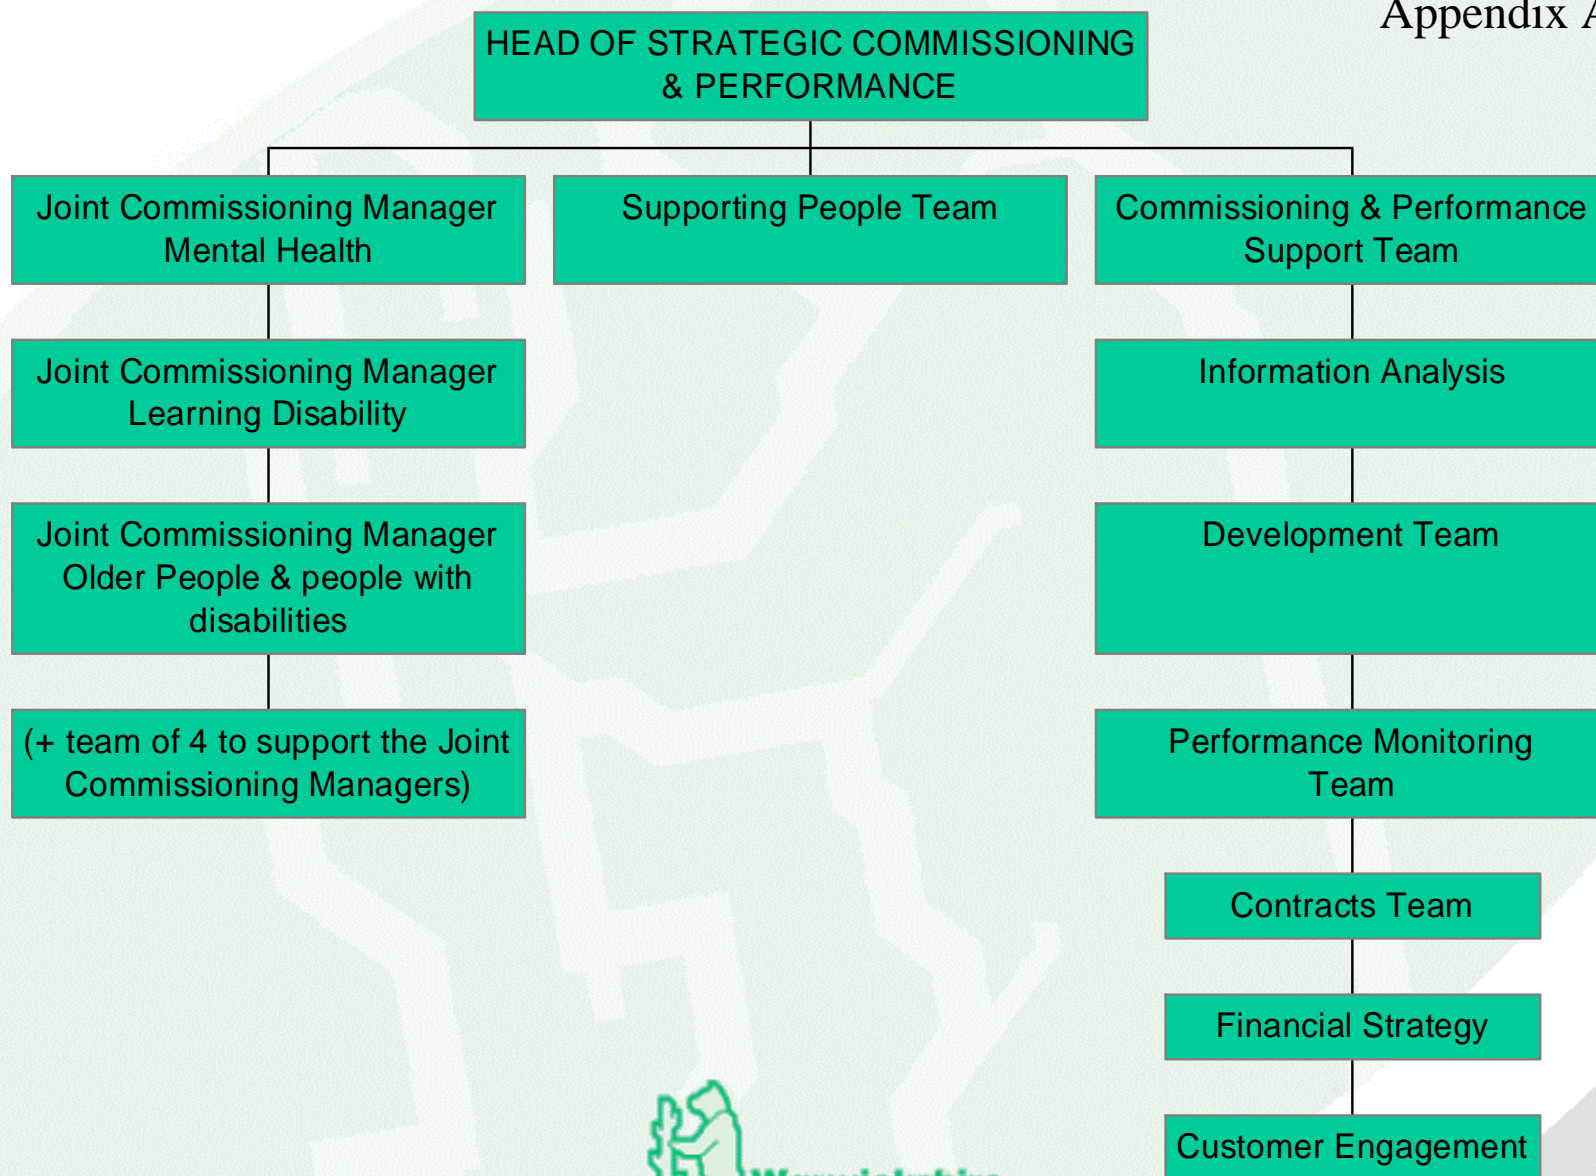 Appendix A
HEAD OF STRATEGIC COMMISSIONING
& PERFORMANCE
Joint Commissioning Manager
Mental Health
Supporting People Team
Commissioning & Performance
Support Team
Joint Commissioning Manager
Learning Disability
Information Analysis
Joint Commissioning Manager
Older People & people with
disabilities
Development Team
(+ team of 4 to support the Joint
Commissioning Managers)
Performance Monitoring
Team
Contracts Team
Financial Strategy
Customer Engagement